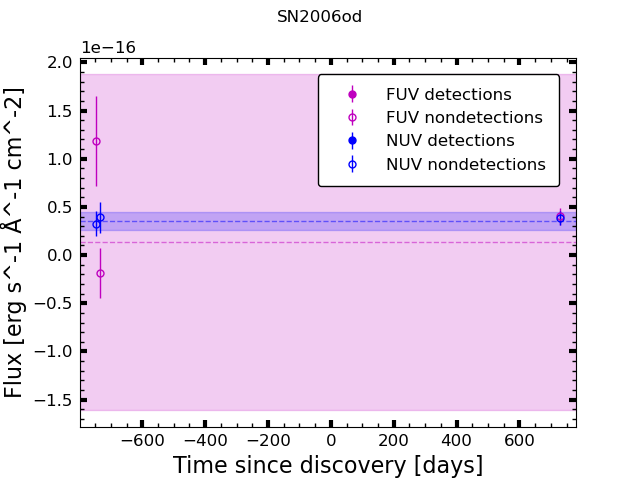 SN2006od
1e−16
2.0
1.5
1.0
0.5
0.0
−0.5
−1.0
−1.5
Flux [erg s^-1 Å^-1 cm^-2]
FUV detections
FUV nondetections
NUV detections
NUV nondetections
−600 −400 −200 0 200 400 600
Time since discovery [days]